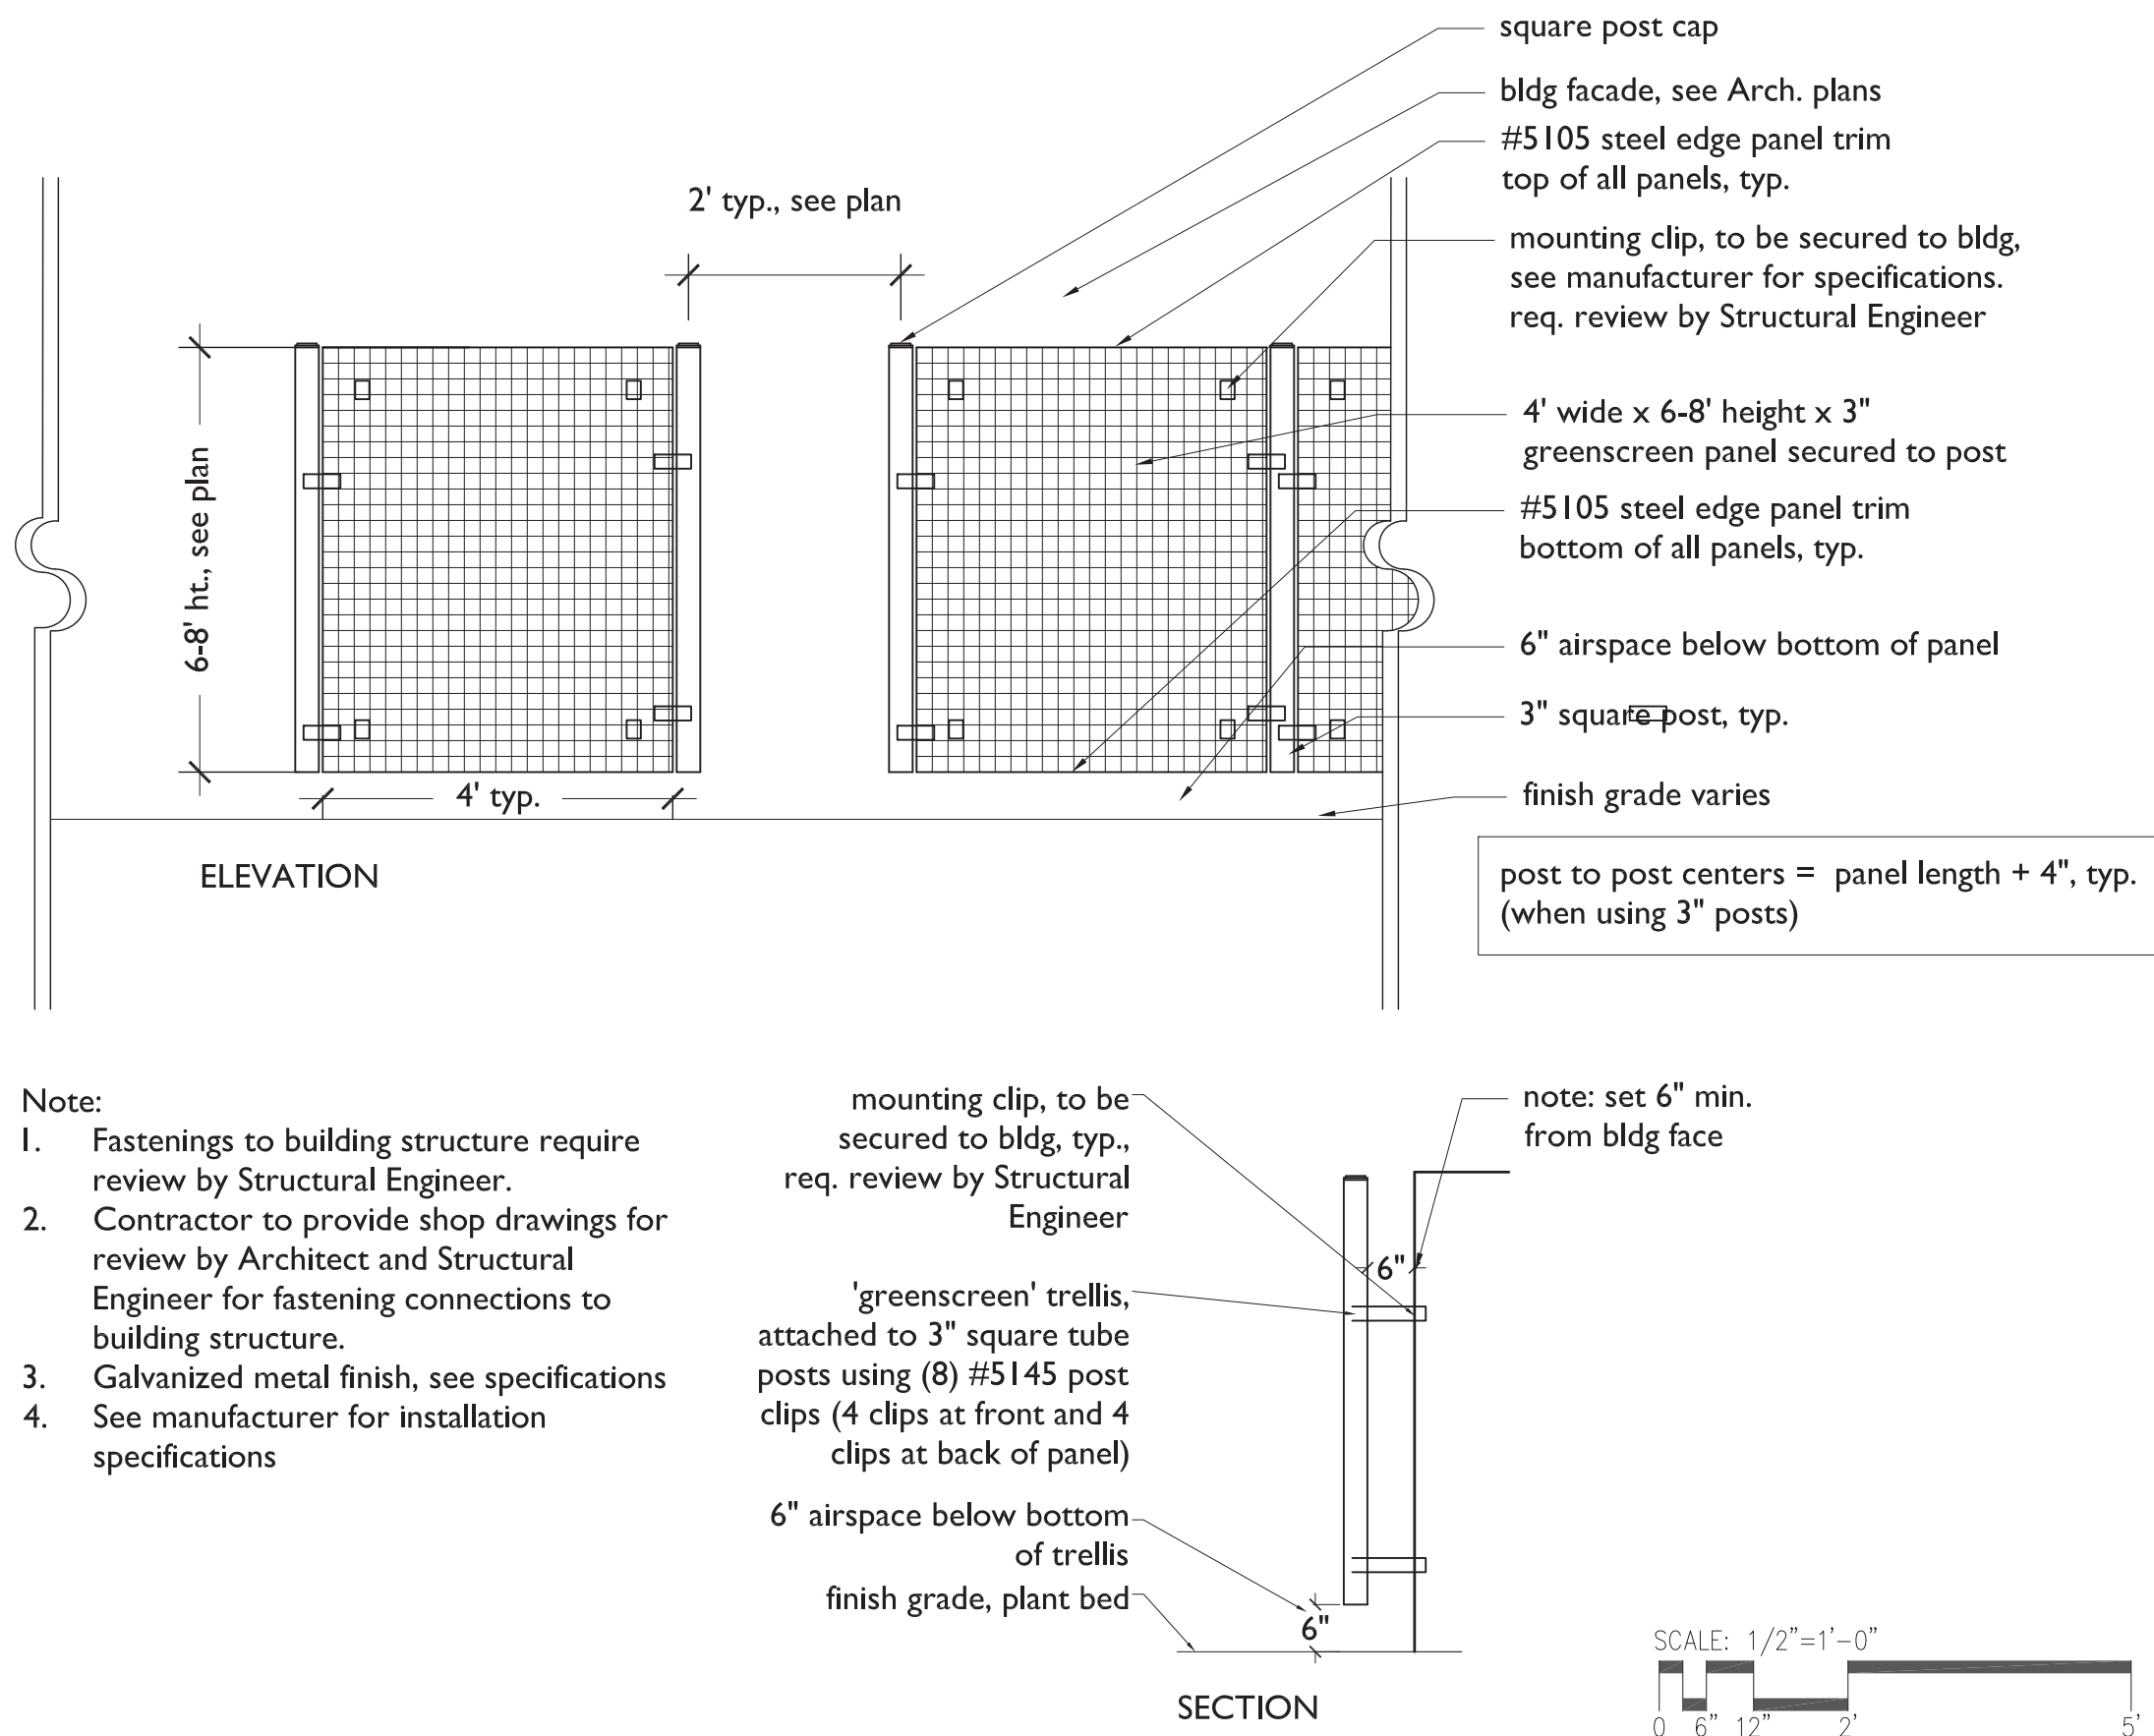 square post cap
bldg facade, see Arch. plans
#5105 steel edge panel trim
top of all panels, typ.
2' typ., see plan
mounting clip, to be secured to bldg,
see manufacturer for specifications.
req. review by Structural Engineer
4' wide x 6-8' height x 3"
greenscreen panel secured to post
6-8' ht., see plan
#5105 steel edge panel trim
bottom of all panels, typ.
6" airspace below bottom of panel
3" square post, typ.
4' typ.
finish grade varies
ELEVATION
post to post centers = panel length + 4", typ.
(when using 3" posts)
Note:
1. Fastenings to building structure require
review by Structural Engineer.
2. Contractor to provide shop drawings for
review by Architect and Structural
Engineer for fastening connections to
building structure.
3. Galvanized metal finish, see specifications
4. See manufacturer for installation
specifications
mounting clip, to be
secured to bldg, typ.,
req. review by Structural
Engineer
note: set 6" min.
from bldg face
6"
'greenscreen' trellis,
attached to 3" square tube
posts using (8) #5145 post
clips (4 clips at front and 4
clips at back of panel)
6" airspace below bottom
of trellis
finish grade, plant bed
6"
SECTION
SCALE: 1/2"=1'-0"
0 6" 12" 2' 5'